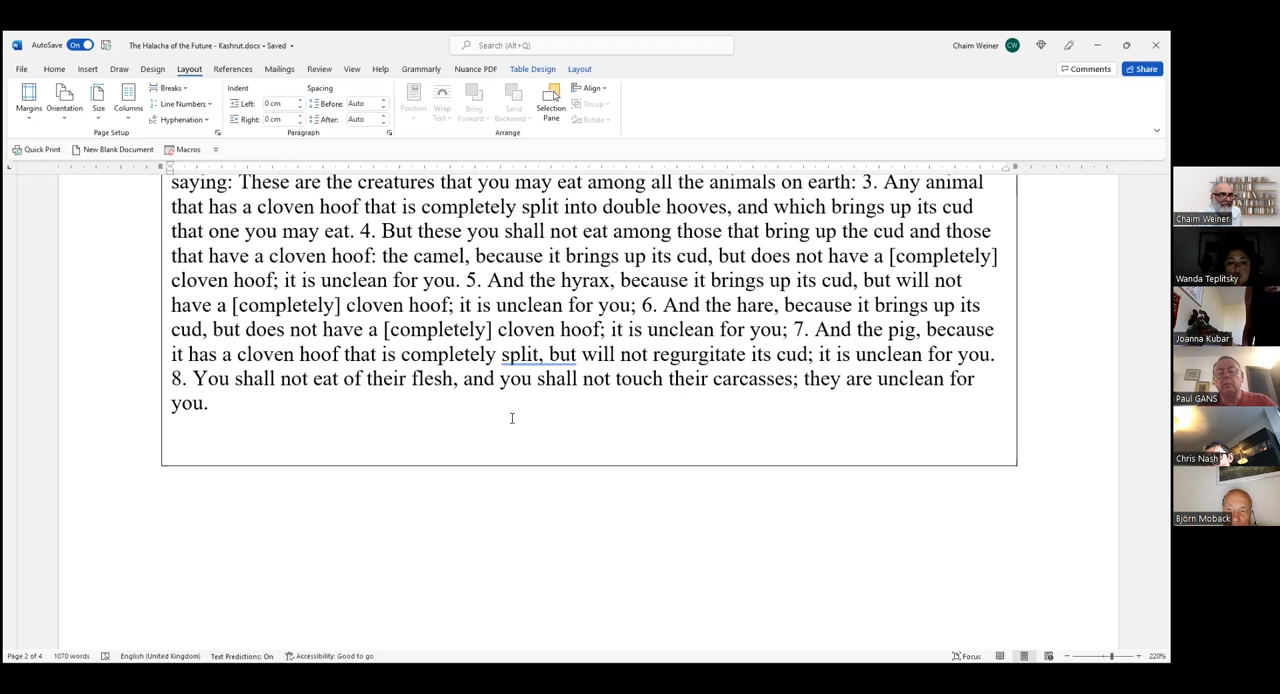 AutoSave On The Halacha of the Future - Kashrut.docx • Saved Search (Alt+Q) Chaim Weiner CW
File Home Insert Draw Design Layout References Mailings Review View Help Grammarly Nuance PDF Table Design Layout Comments Share
Margins Orientation Size Columns Breaks Line Numbers Hyphenation
Page Setup
Indent Spacing
Left: 0 cm Before: Auto
Right: 0 cm After: Auto
Paragraph
Position Wrap Text Bring Forward Send Backward Selection Pane Align Group Rotate
Arrange
Quick Print New Blank Document Macros
saying: These are the creatures that you may eat among all the animals on earth: 3. Any animal
that has a cloven hoof that is completely split into double hooves, and which brings up its cud
that one you may eat. 4. But these you shall not eat among those that bring up the cud and those
that have a cloven hoof: the camel, because it brings up its cud, but does not have a [completely]
cloven hoof; it is unclean for you. 5. And the hyrax, because it brings up its cud, but will not
have a [completely] cloven hoof; it is unclean for you; 6. And the hare, because it brings up its
cud, but does not have a [completely] cloven hoof; it is unclean for you; 7. And the pig, because
it has a cloven hoof that is completely split, but will not regurgitate its cud; it is unclean for you.
8. You shall not eat of their flesh, and you shall not touch their carcasses; they are unclean for
you.
Page 2 of 4 1070 words English (United Kingdom) Text Predictions: On Accessibility: Good to go Focus 220%
Chaim Weiner
Wanda Teplitsky
Joanna Kubar
Paul GANS
Chris Nash
Björn Moback